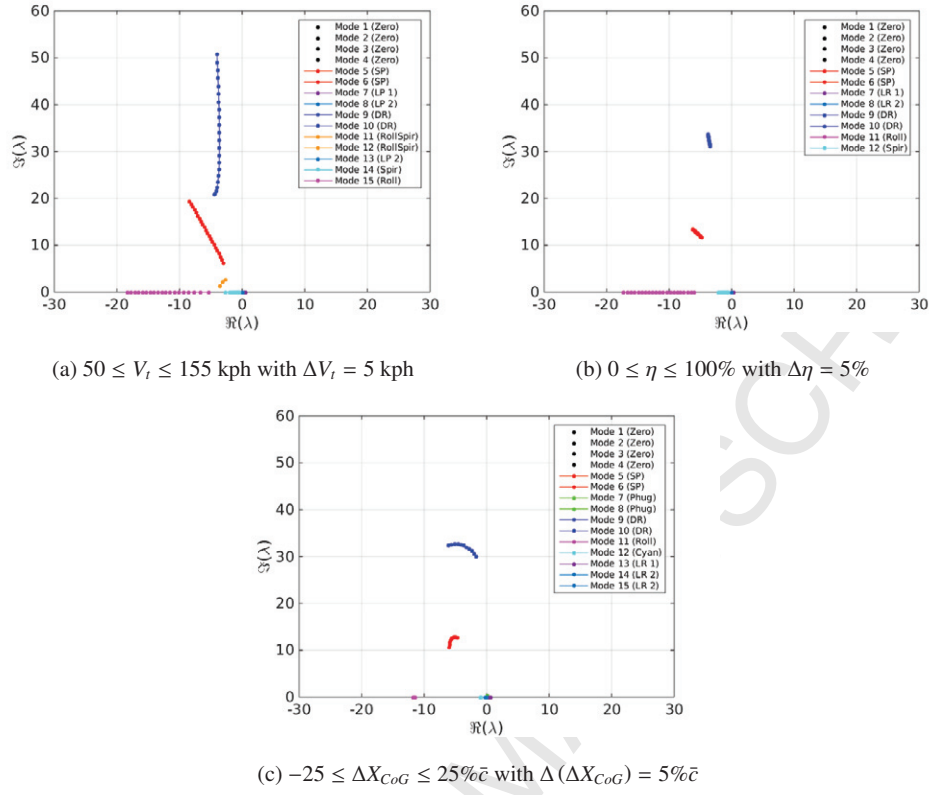 60
50
40
30
20
10
0
ℑ(λ)
-30 -20 -10 0 10 20 30
ℜ(λ)
Mode 1 (Zero)
Mode 2 (Zero)
Mode 3 (Zero)
Mode 4 (Zero)
Mode 5 (SP)
Mode 6 (SP)
Mode 7 (LP 1)
Mode 8 (LP 2)
Mode 9 (DR)
Mode 10 (DR)
Mode 11 (RollSpir)
Mode 12 (RollSpir)
Mode 13 (LP 2)
Mode 14 (Spir)
Mode 15 (Roll)
(a) 50 ≤ V_t ≤ 155 kph with ΔV_t = 5 kph
60
50
40
30
20
10
0
ℑ(λ)
-30 -20 -10 0 10 20 30
ℜ(λ)
Mode 1 (Zero)
Mode 2 (Zero)
Mode 3 (Zero)
Mode 4 (Zero)
Mode 5 (SP)
Mode 6 (SP)
Mode 7 (LR 1)
Mode 8 (LR 2)
Mode 9 (DR)
Mode 10 (DR)
Mode 11 (Roll)
Mode 12 (Spir)
(b) 0 ≤ η ≤ 100% with Δη = 5%
60
50
40
30
20
10
0
ℑ(λ)
-30 -20 -10 0 10 20 30
ℜ(λ)
Mode 1 (Zero)
Mode 2 (Zero)
Mode 3 (Zero)
Mode 4 (Zero)
Mode 5 (SP)
Mode 6 (SP)
Mode 7 (Phug)
Mode 8 (Phug)
Mode 9 (DR)
Mode 10 (DR)
Mode 11 (Roll)
Mode 12 (Cyan)
Mode 13 (LR 1)
Mode 14 (LR 2)
Mode 15 (LR 2)
(c) −25 ≤ ΔX_CoG ≤ 25%c̄ with Δ (ΔX_CoG) = 5%c̄